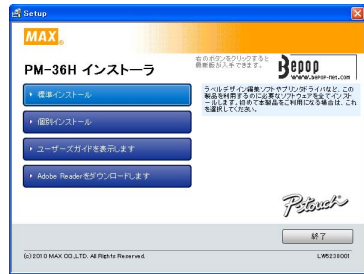 Setup
MAX®
PM-36H インストーラ
右のボタンをクリックすると
最新版が入手できます。
Bepop
www.bepop-net.com
標準インストール
個別インストール
ユーザーズガイドを表示します
Adobe Readerをダウンロードします
ラベルデザイン編集ソフトやプリンタドライバなど、この
製品を利用するのに必要なソフトウェアを全てインスト
ールします。初めて本製品をご利用になる場合は、これ
を選択してください。
P-touch
終了
(c)2010 MAX CO.,LTD. All Rights Reserved.
LW5238001